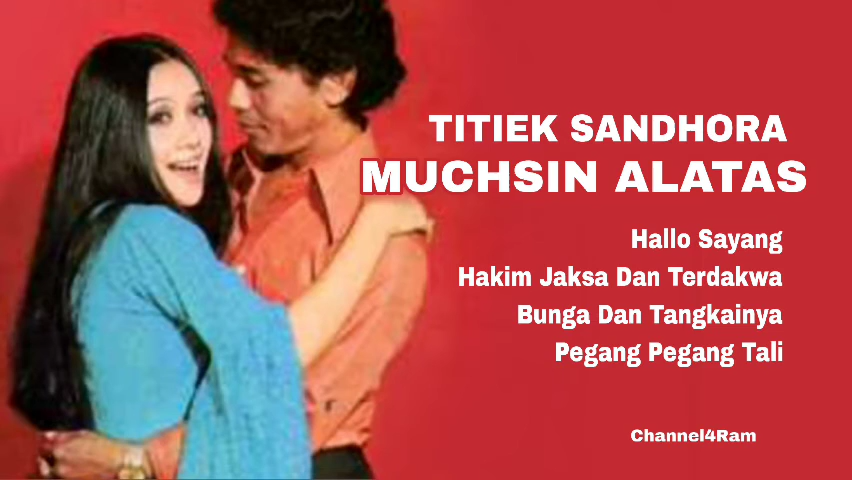 TITIEK SANDHORA
MUCHSIN ALATAS
Hallo Sayang
Hakim Jaksa Dan Terdakwa
Bunga Dan Tangkainya
Pegang Pegang Tali
Channel4Ram